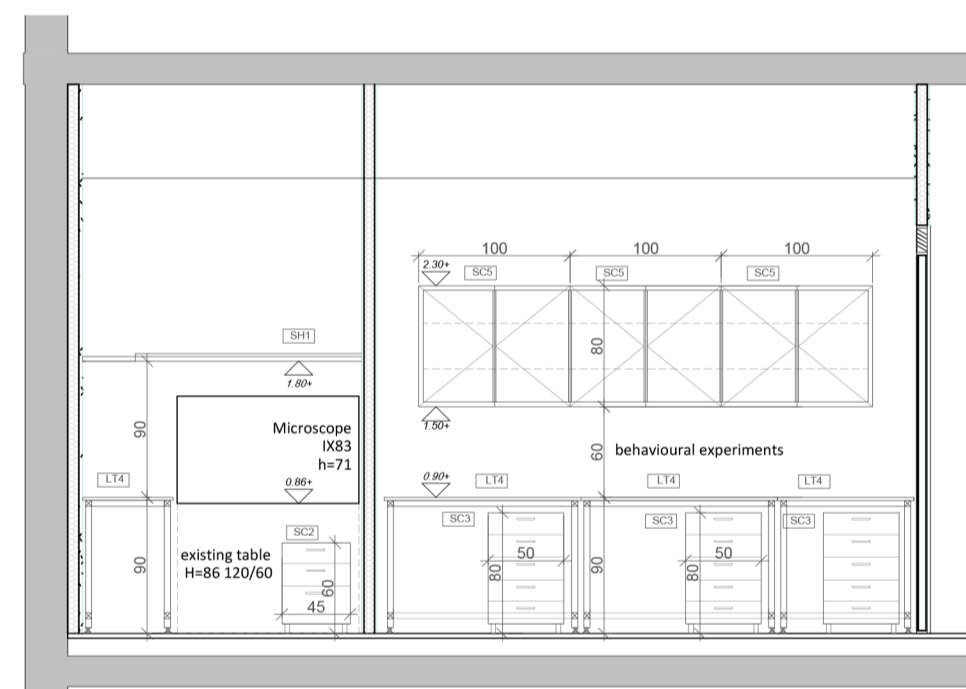 100
100
100
2.30+
SC5
SC5
SC5
80
SH1
1.80+
90
1.50+
Microscope
IX83
h=71
60
behavioural experiments
0.86+
0.90+
LT4
LT4
LT4
LT4
SC3
SC3
SC3
SC2
existing table
H=86 120/60
90
60
45
50
80
90
50
80